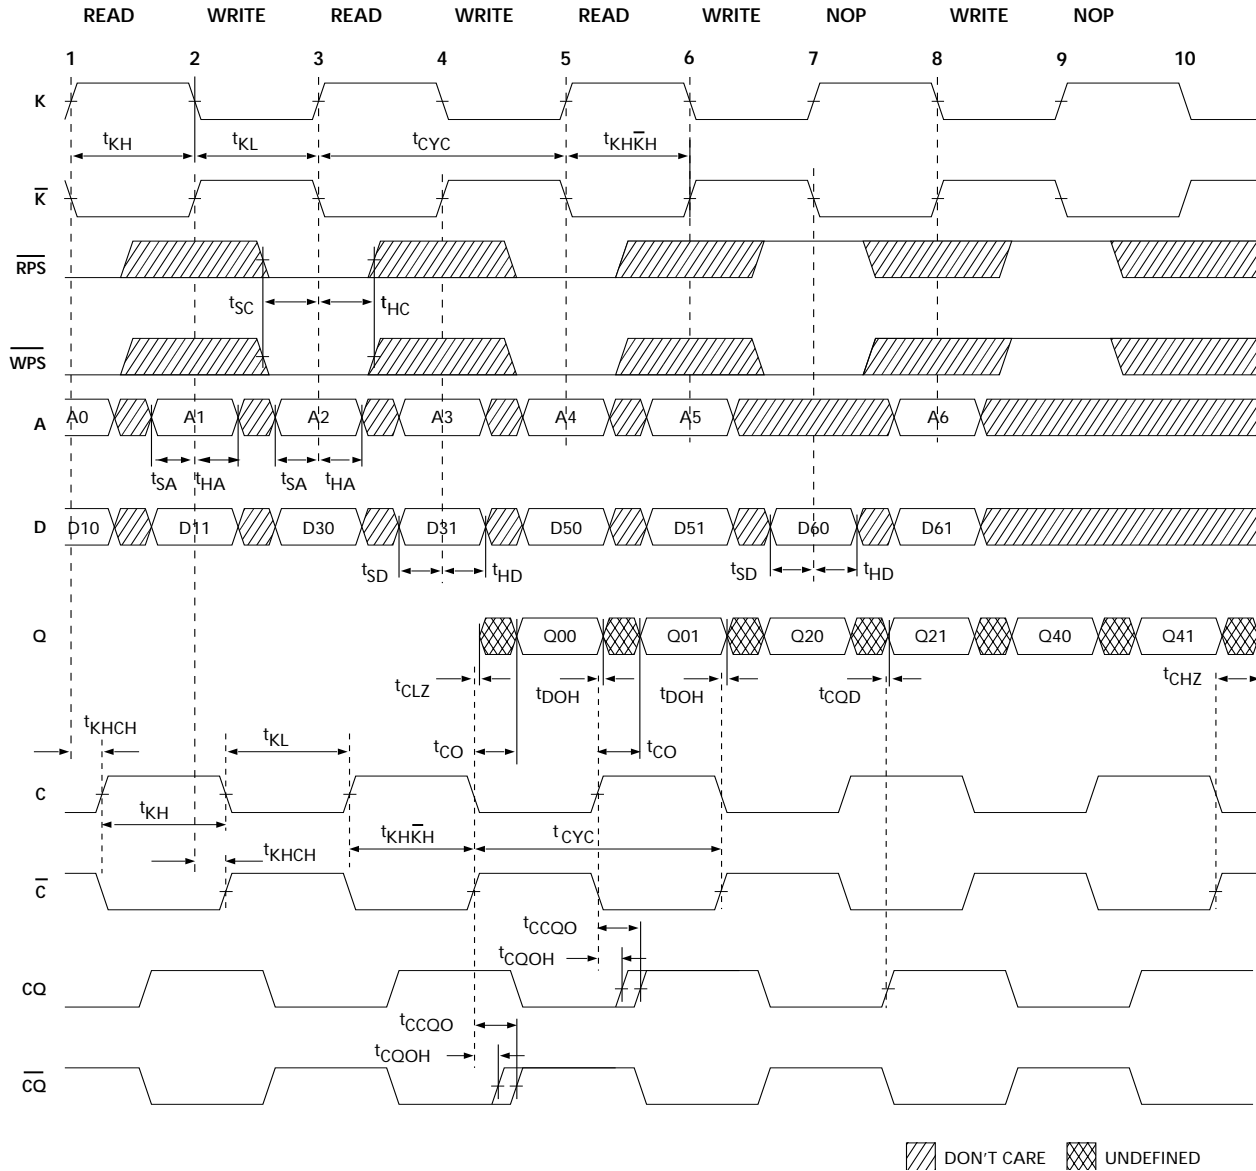 READ WRITE READ WRITE READ WRITE NOP WRITE NOP
1 2 3 4 5 6 7 8 9 10
K
tKH tKL tCYC tKHK̅H
K̅
R̅P̅S̅
tSC tHC
W̅P̅S̅
A A0 A1 A2 A3 A4 A5 A6
tSA tHA tSA tHA
D D10 D11 D30 D31 D50 D51 D60 D61
tSD tHD tSD tHD
Q Q00 Q01 Q20 Q21 Q40 Q41
tCLZ tDOH tDOH tCQD tCHZ
tKHCH tKL tCO tCO
C
tKH tKHK̅H tCYC
tKHCH
C̅
tCCQO
tCQOH
CQ
tCCQO
tCQOH
C̅Q̅
DON'T CARE UNDEFINED